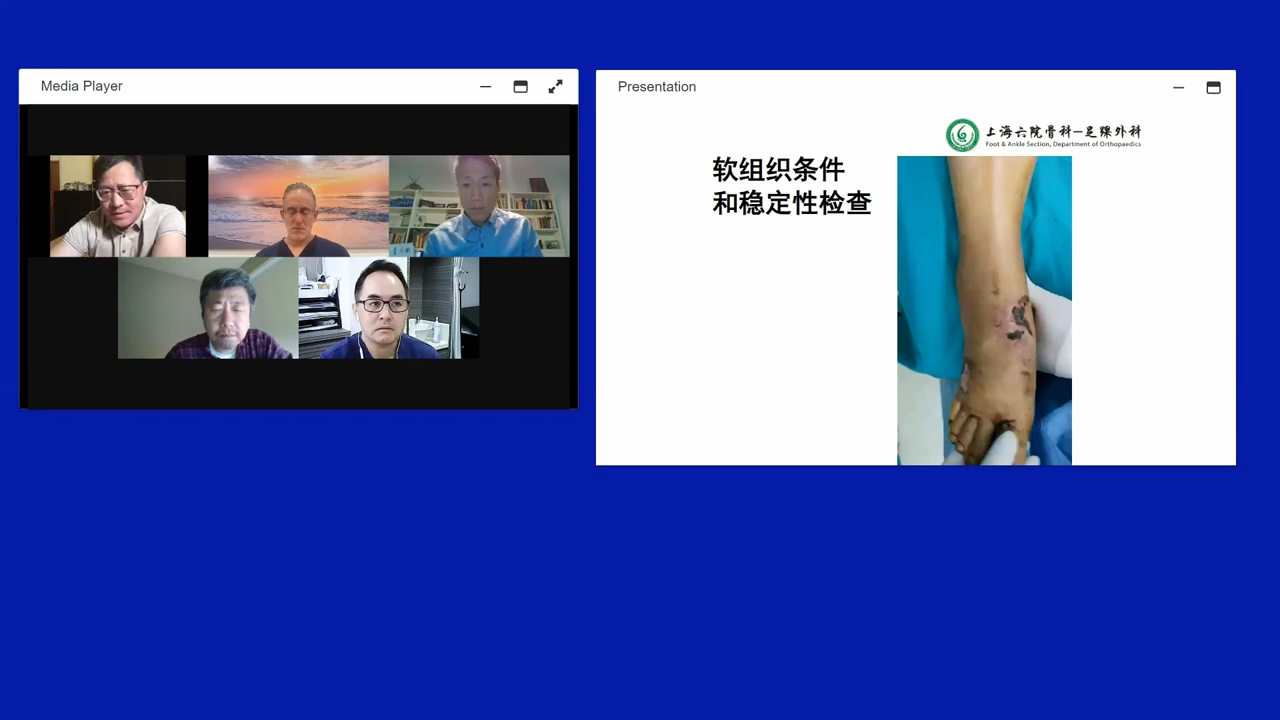 Media Player
Presentation
上海六院骨科—足踝外科
Foot & Ankle Section, Department of Orthopaedics
软组织条件
和稳定性检查